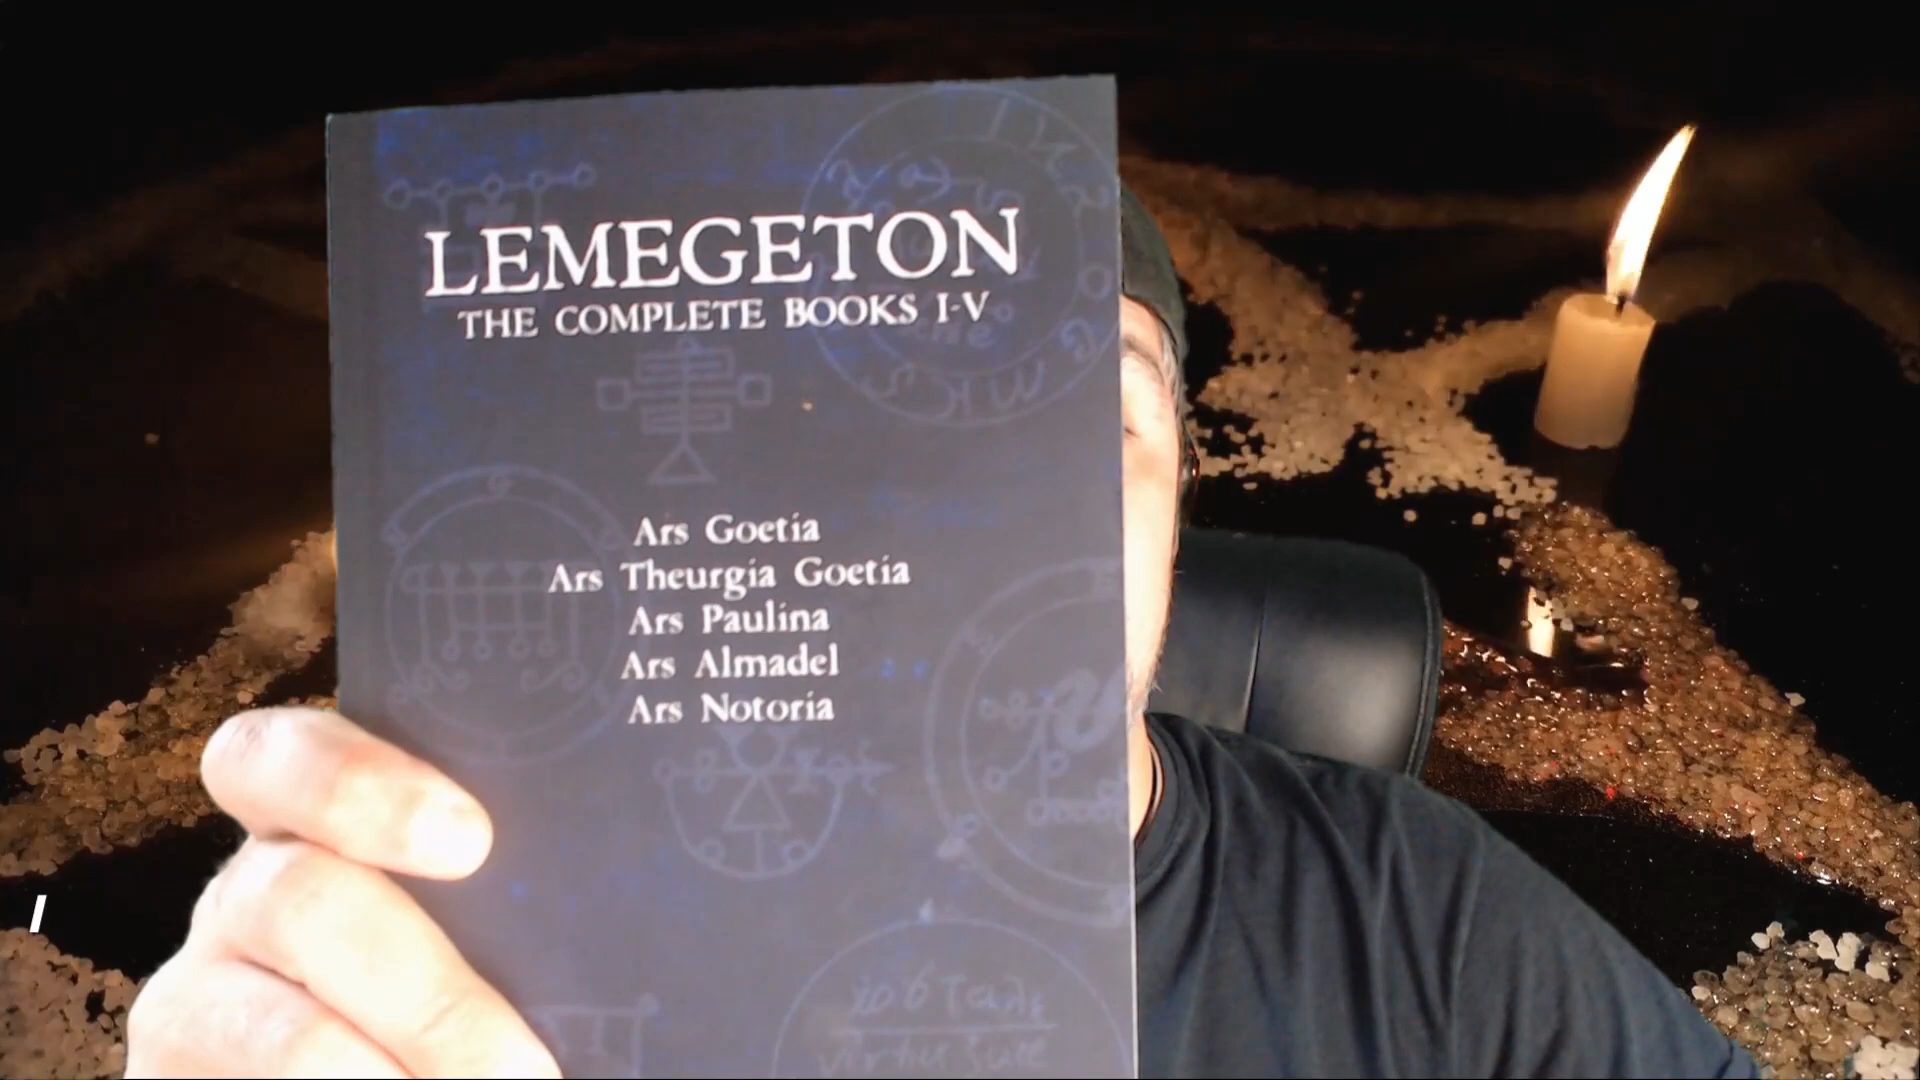 LEMEGETON
THE COMPLETE BOOKS I-V
Ars Goetia
Ars Theurgia Goetia
Ars Paulina
Ars Almadel
Ars Notoria